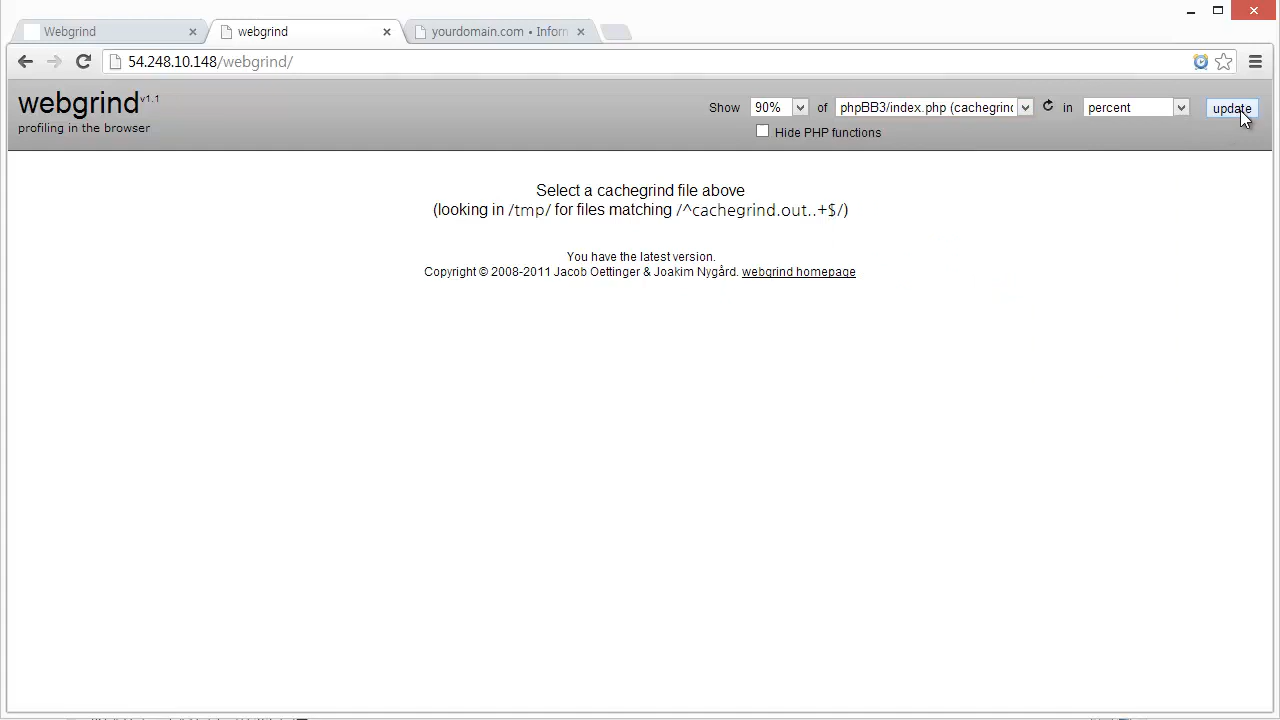 Webgrind
webgrind
yourdomain.com • Inforn
54.248.10.148/webgrind/
webgrind v1.1
profiling in the browser
Show 90% of phpBB3/index.php (cachegrind in percent update
Hide PHP functions
Select a cachegrind file above
(looking in /tmp/ for files matching /^cachegrind.out..+$/)
You have the latest version.
Copyright © 2008-2011 Jacob Oettinger & Joakim Nygård. webgrind homepage